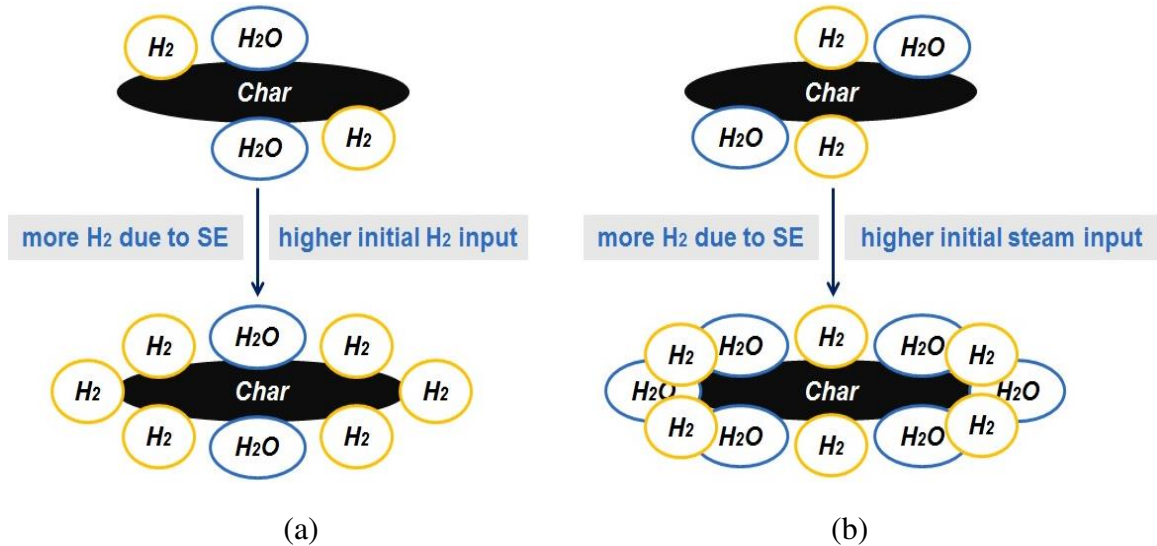 H2 H2O
Char
H2O H2
more H2 due to SE higher initial H2 input
H2 H2O H2
H2 Char H2
H2 H2O H2
(a)
H2 H2O
Char
H2O H2
more H2 due to SE higher initial steam input
H2 H2O H2 H2O H2
H2O Char H2O
H2 H2O H2 H2O H2
(b)